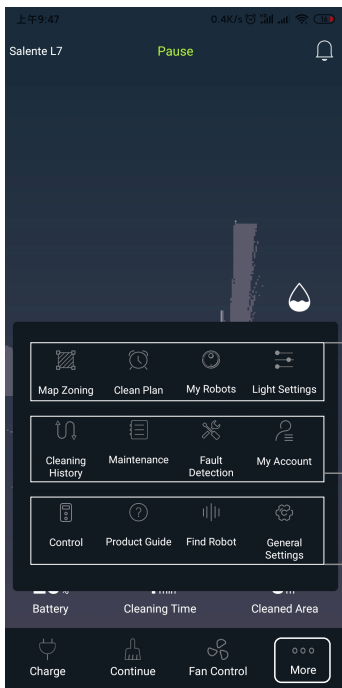 上午9:47 0.4K/s
Salente L7 Pause
Map Zoning Clean Plan My Robots Light Settings
Cleaning History Maintenance Fault Detection My Account
Control Product Guide Find Robot General Settings
Battery Cleaning Time Cleaned Area
Charge Continue Fan Control More